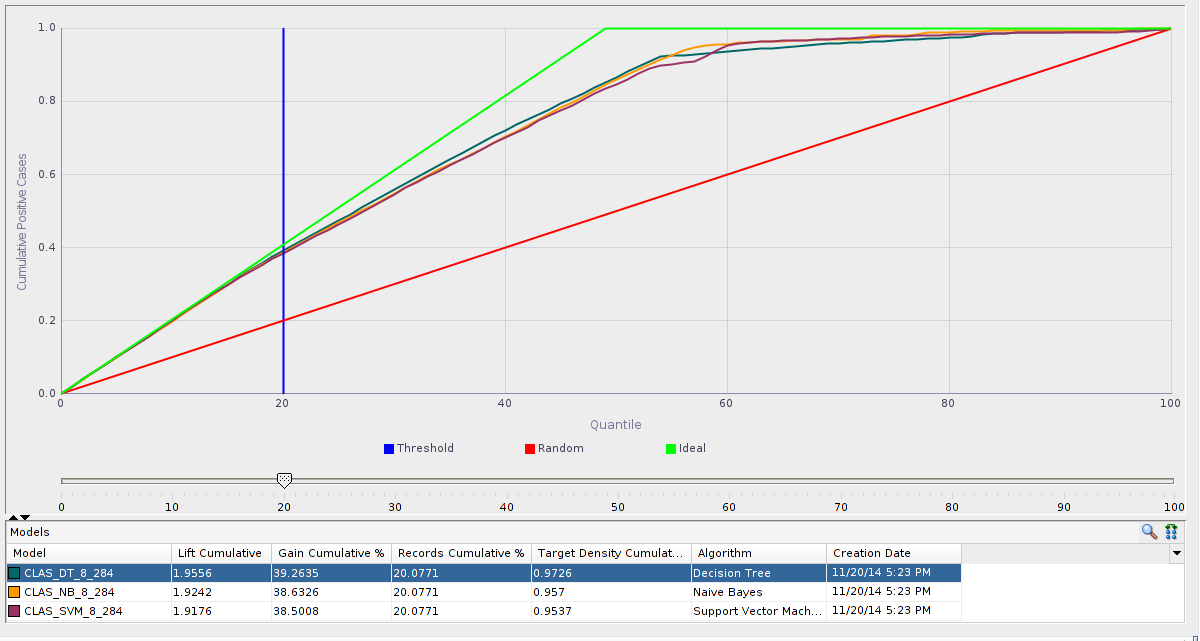 1.0
0.8
0.6
0.4
0.2
0.0
Cumulative Positive Cases
0 20 40 60 80 100
Quantile
Threshold Random Ideal
0 10 20 30 40 50 60 70 80 90 100
Models
Model Lift Cumulative Gain Cumulative % Records Cumulative % Target Density Cumulat... Algorithm Creation Date
CLAS_DT_8_284 1.9556 39.2635 20.0771 0.9726 Decision Tree 11/20/14 5:23 PM
CLAS_NB_8_284 1.9242 38.6326 20.0771 0.957 Naive Bayes 11/20/14 5:23 PM
CLAS_SVM_8_284 1.9176 38.5008 20.0771 0.9537 Support Vector Mach... 11/20/14 5:23 PM